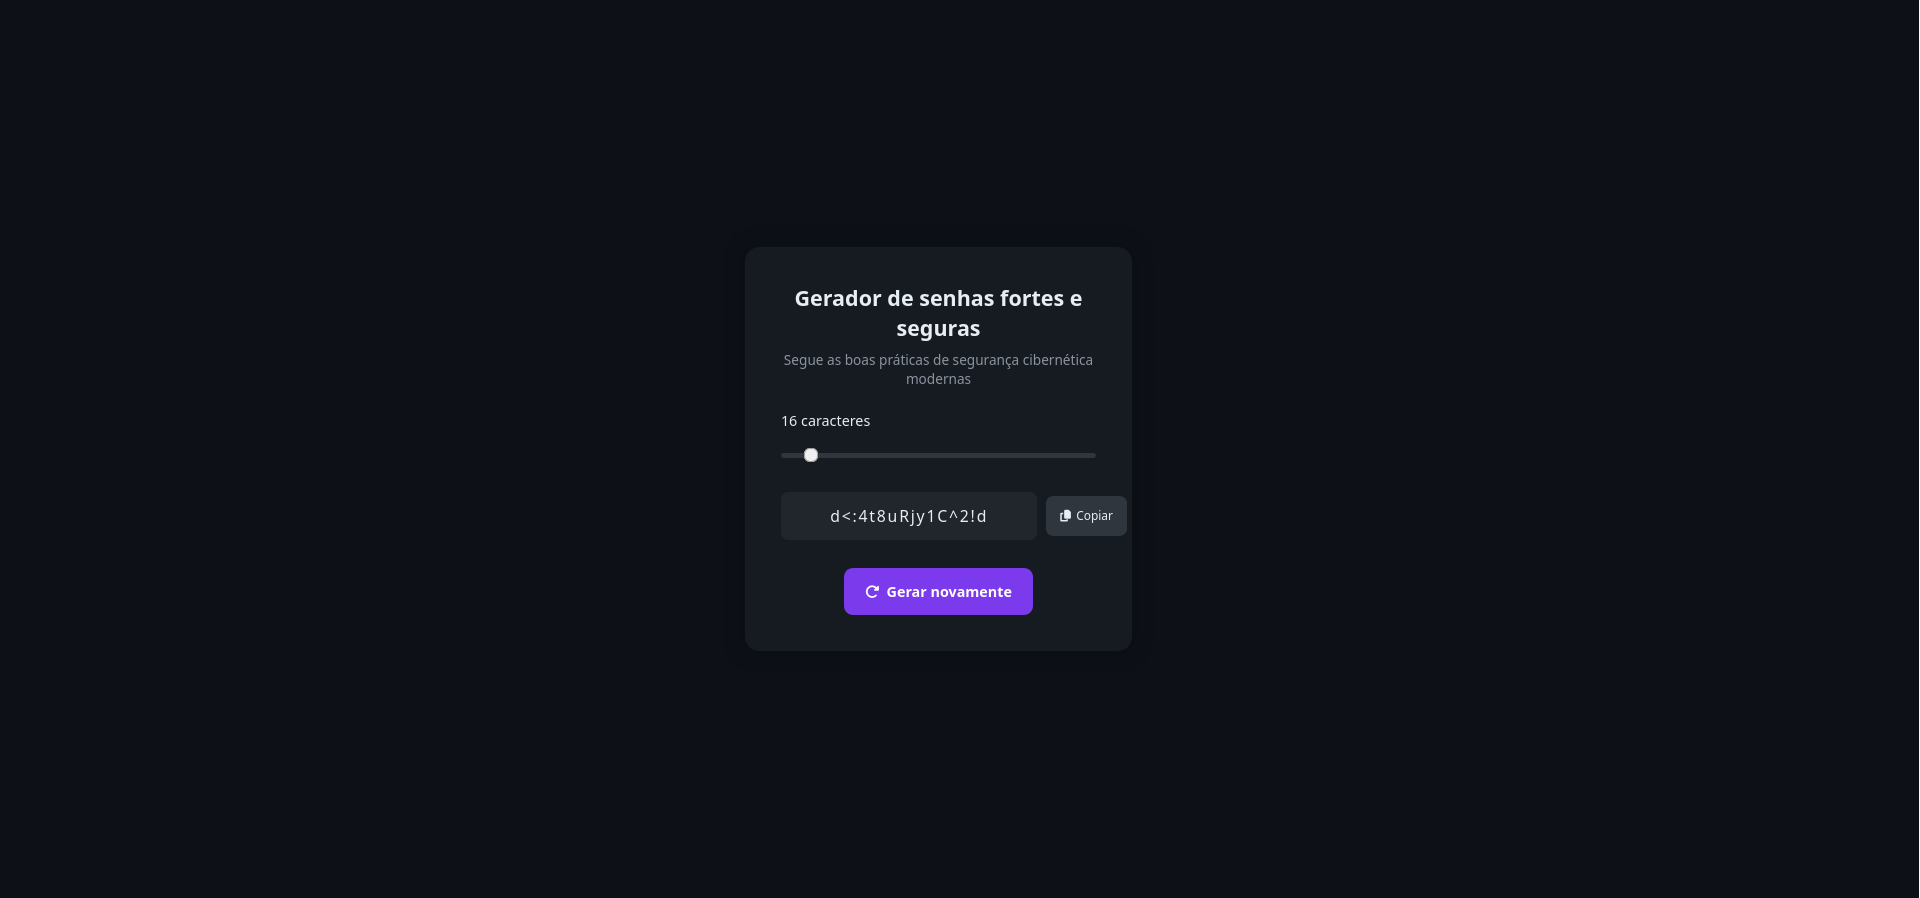 Gerador de senhas fortes e
seguras
Segue as boas práticas de segurança cibernética
modernas
16 caracteres
d<:4t8uRjy1C^2!d
Copiar
Gerar novamente